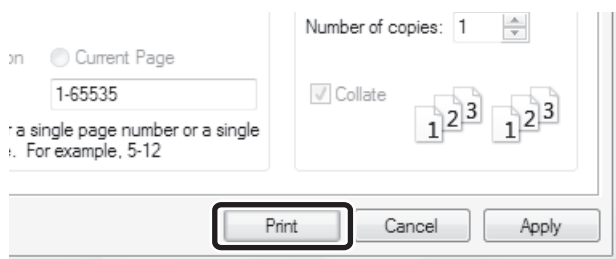 Number of copies: 1
on Current Page
1-65535
Collate
1 2 3 1 2 3
r a single page number or a single
e. For example, 5-12
Print Cancel Apply